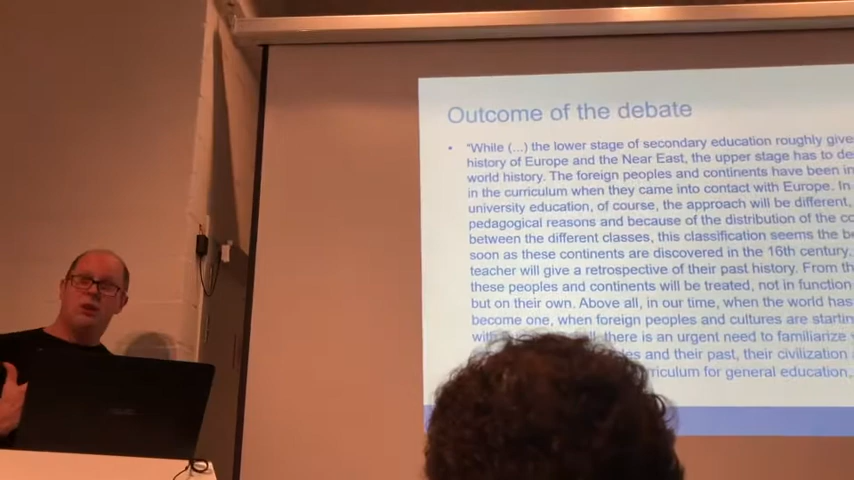 Outcome of the debate
• "While (...) the lower stage of secondary education roughly give
history of Europe and the Near East, the upper stage has to de
world history. The foreign peoples and continents have been in
in the curriculum when they came into contact with Europe. In
university education, of course, the approach will be different,
pedagogical reasons and because of the distribution of the co
between the different classes, this classification seems the be
soon as these continents are discovered in the 16th century,
teacher will give a retrospective of their past history. From th
these peoples and continents will be treated, not in function
but on their own. Above all, in our time, when the world has
become one, when foreign peoples and cultures are startin
there is an urgent need to familiarize
and their past, their civilization
curriculum for general education,